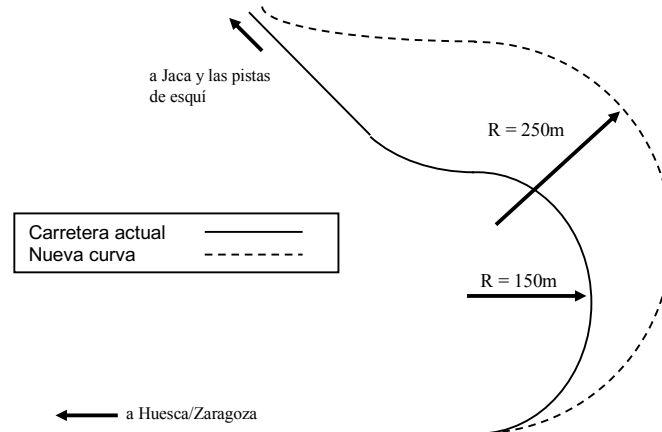 a Jaca y las pistas
de esquí
R = 250m
Carretera actual
Nueva curva
R = 150m
a Huesca/Zaragoza